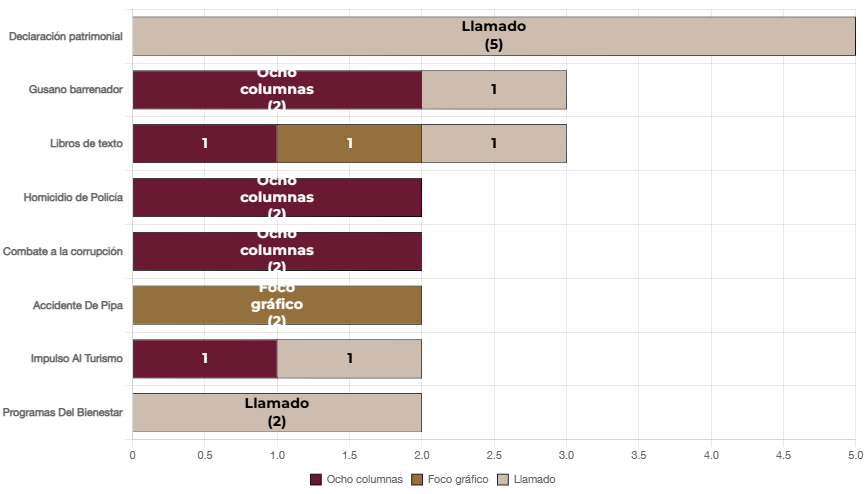 Declaración patrimonial
Llamado
(5)
Gusano barrenador
Ocho
columnas
(2)
1
Libros de texto
1
1
1
Homicidio de Policía
Ocho
columnas
(2)
Combate a la corrupción
Ocho
columnas
(2)
Accidente De Pipa
Foco
gráfico
(2)
Impulso Al Turismo
1
1
Programas Del Bienestar
Llamado
(2)
0 0.5 1.0 1.5 2.0 2.5 3.0 3.5 4.0 4.5 5.0
Ocho columnas Foco gráfico Llamado